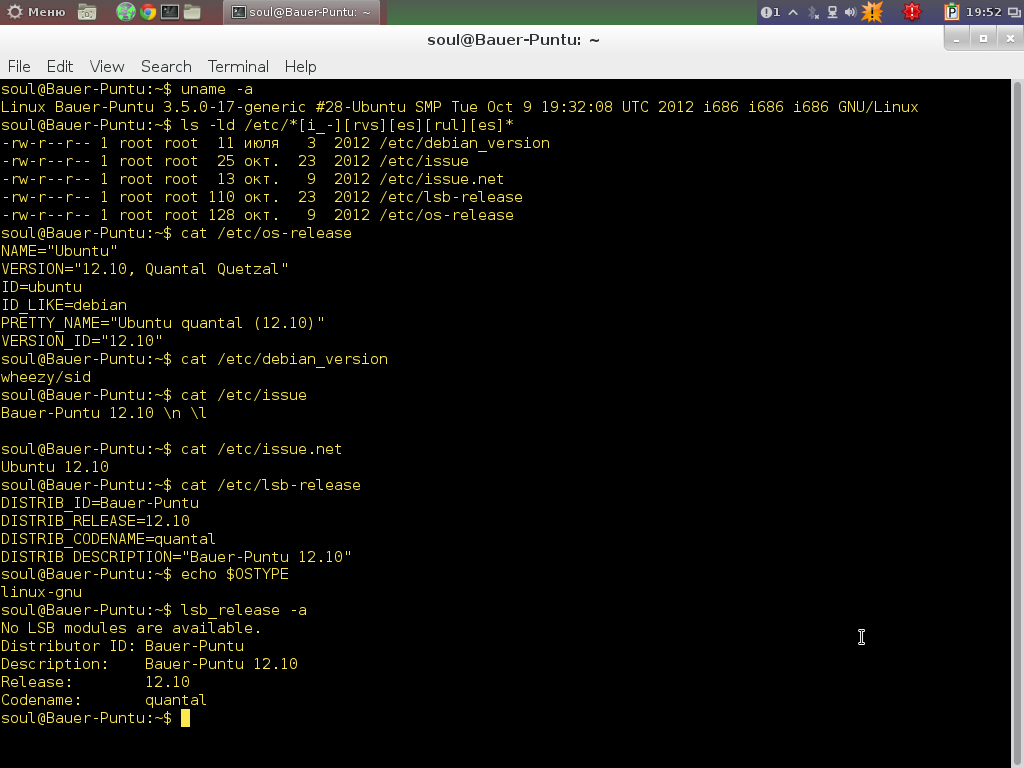 Меню
soul@Bauer-Puntu: ~
1
19:52
soul@Bauer-Puntu: ~
File Edit View Search Terminal Help
soul@Bauer-Puntu:~$ uname -a
Linux Bauer-Puntu 3.5.0-17-generic #28-Ubuntu SMP Tue Oct 9 19:32:08 UTC 2012 i686 i686 i686 GNU/Linux
soul@Bauer-Puntu:~$ ls -ld /etc/*[i_-][rvs][es][rul][es]*
-rw-r--r-- 1 root root  11 июля   3  2012 /etc/debian_version
-rw-r--r-- 1 root root  25 окт.  23  2012 /etc/issue
-rw-r--r-- 1 root root  13 окт.   9  2012 /etc/issue.net
-rw-r--r-- 1 root root 110 окт.  23  2012 /etc/lsb-release
-rw-r--r-- 1 root root 128 окт.   9  2012 /etc/os-release
soul@Bauer-Puntu:~$ cat /etc/os-release
NAME="Ubuntu"
VERSION="12.10, Quantal Quetzal"
ID=ubuntu
ID_LIKE=debian
PRETTY_NAME="Ubuntu quantal (12.10)"
VERSION_ID="12.10"
soul@Bauer-Puntu:~$ cat /etc/debian_version
wheezy/sid
soul@Bauer-Puntu:~$ cat /etc/issue
Bauer-Puntu 12.10 \n \l
soul@Bauer-Puntu:~$ cat /etc/issue.net
Ubuntu 12.10
soul@Bauer-Puntu:~$ cat /etc/lsb-release
DISTRIB_ID=Bauer-Puntu
DISTRIB_RELEASE=12.10
DISTRIB_CODENAME=quantal
DISTRIB_DESCRIPTION="Bauer-Puntu 12.10"
soul@Bauer-Puntu:~$ echo $OSTYPE
linux-gnu
soul@Bauer-Puntu:~$ lsb_release -a
No LSB modules are available.
Distributor ID: Bauer-Puntu
Description:    Bauer-Puntu 12.10
Release:        12.10
Codename:       quantal
soul@Bauer-Puntu:~$